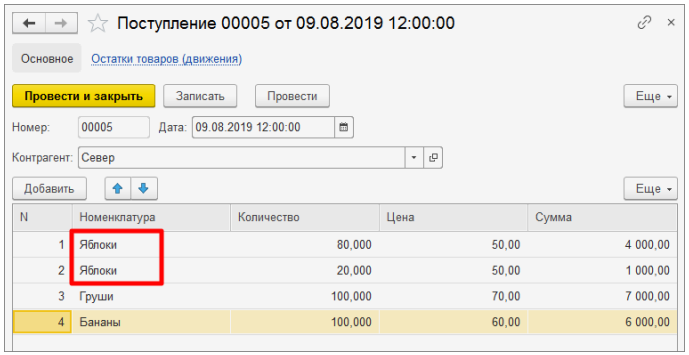 Поступление 00005 от 09.08.2019 12:00:00
Основное Остатки товаров (движения)
Провести и закрыть Записать Провести Еще
Номер: 00005 Дата: 09.08.2019 12:00:00
Контрагент: Север
Добавить Еще
N Номенклатура Количество Цена Сумма
1 Яблоки 80,000 50,00 4 000,00
2 Яблоки 20,000 50,00 1 000,00
3 Груши 100,000 70,00 7 000,00
4 Бананы 100,000 60,00 6 000,00